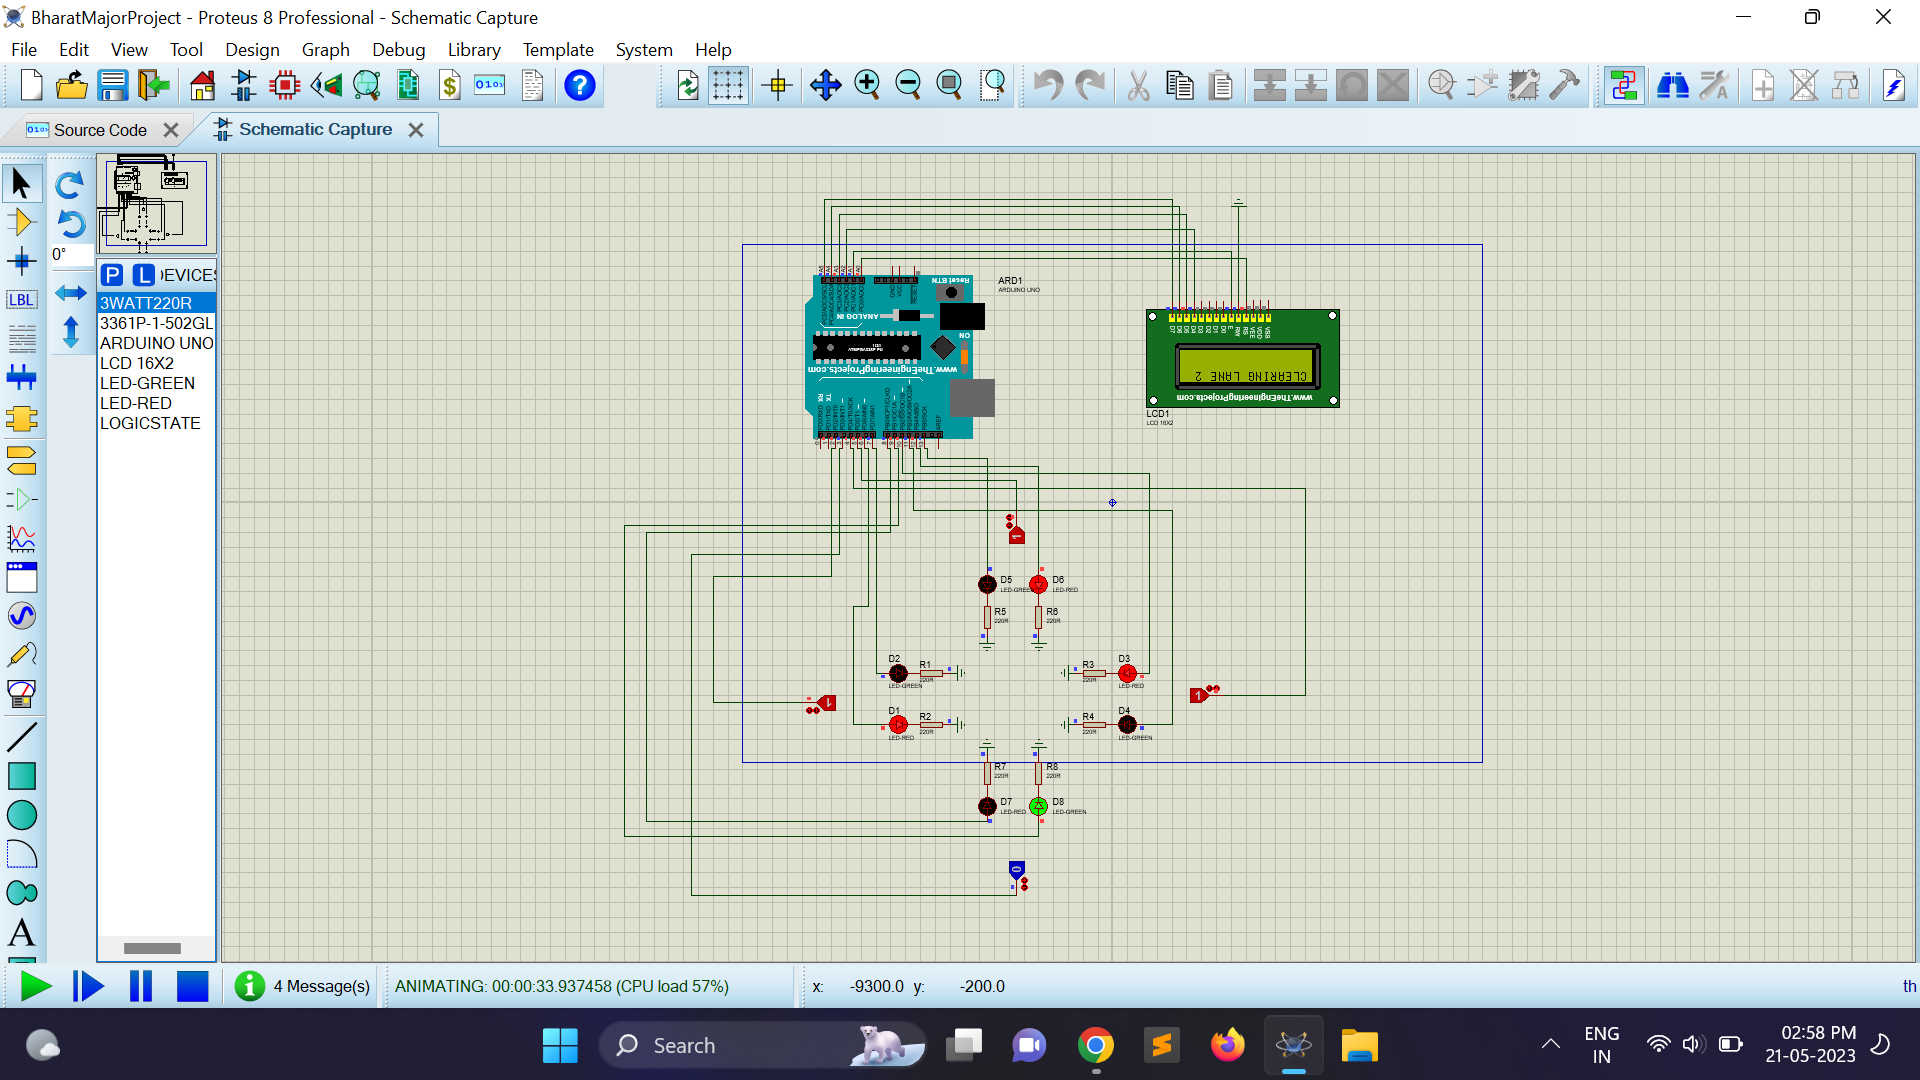 BharatMajorProject - Proteus 8 Professional - Schematic Capture
File Edit View Tool Design Graph Debug Library Template System Help
Source Code
Schematic Capture
0°
P L DEVICES
3WATT220R
3361P-1-502GL
ARDUINO UNO
LCD 16X2
LED-GREEN
LED-RED
LOGICSTATE
LBL
A
ARD1
ARDUINO UNO
Reset BTN
ANALOG IN
ON
www.TheEngineeringProjects.com
CLEARING LANE 2
www.TheEngineeringProjects.com
LCD1
LCD 16X2
1
D5
LED-GREEN
D6
LED-RED
R5
220R
R6
220R
D2
LED-GREEN
R1
220R
R3
220R
D3
LED-RED
1
1
D1
LED-RED
R2
220R
R4
220R
D4
LED-GREEN
R7
220R
R8
220R
D7
LED-RED
D8
LED-GREEN
0
4 Message(s)
ANIMATING: 00:00:33.937458 (CPU load 57%)
x: -9300.0 y: -200.0
th
Search
ENG
IN
02:58 PM
21-05-2023